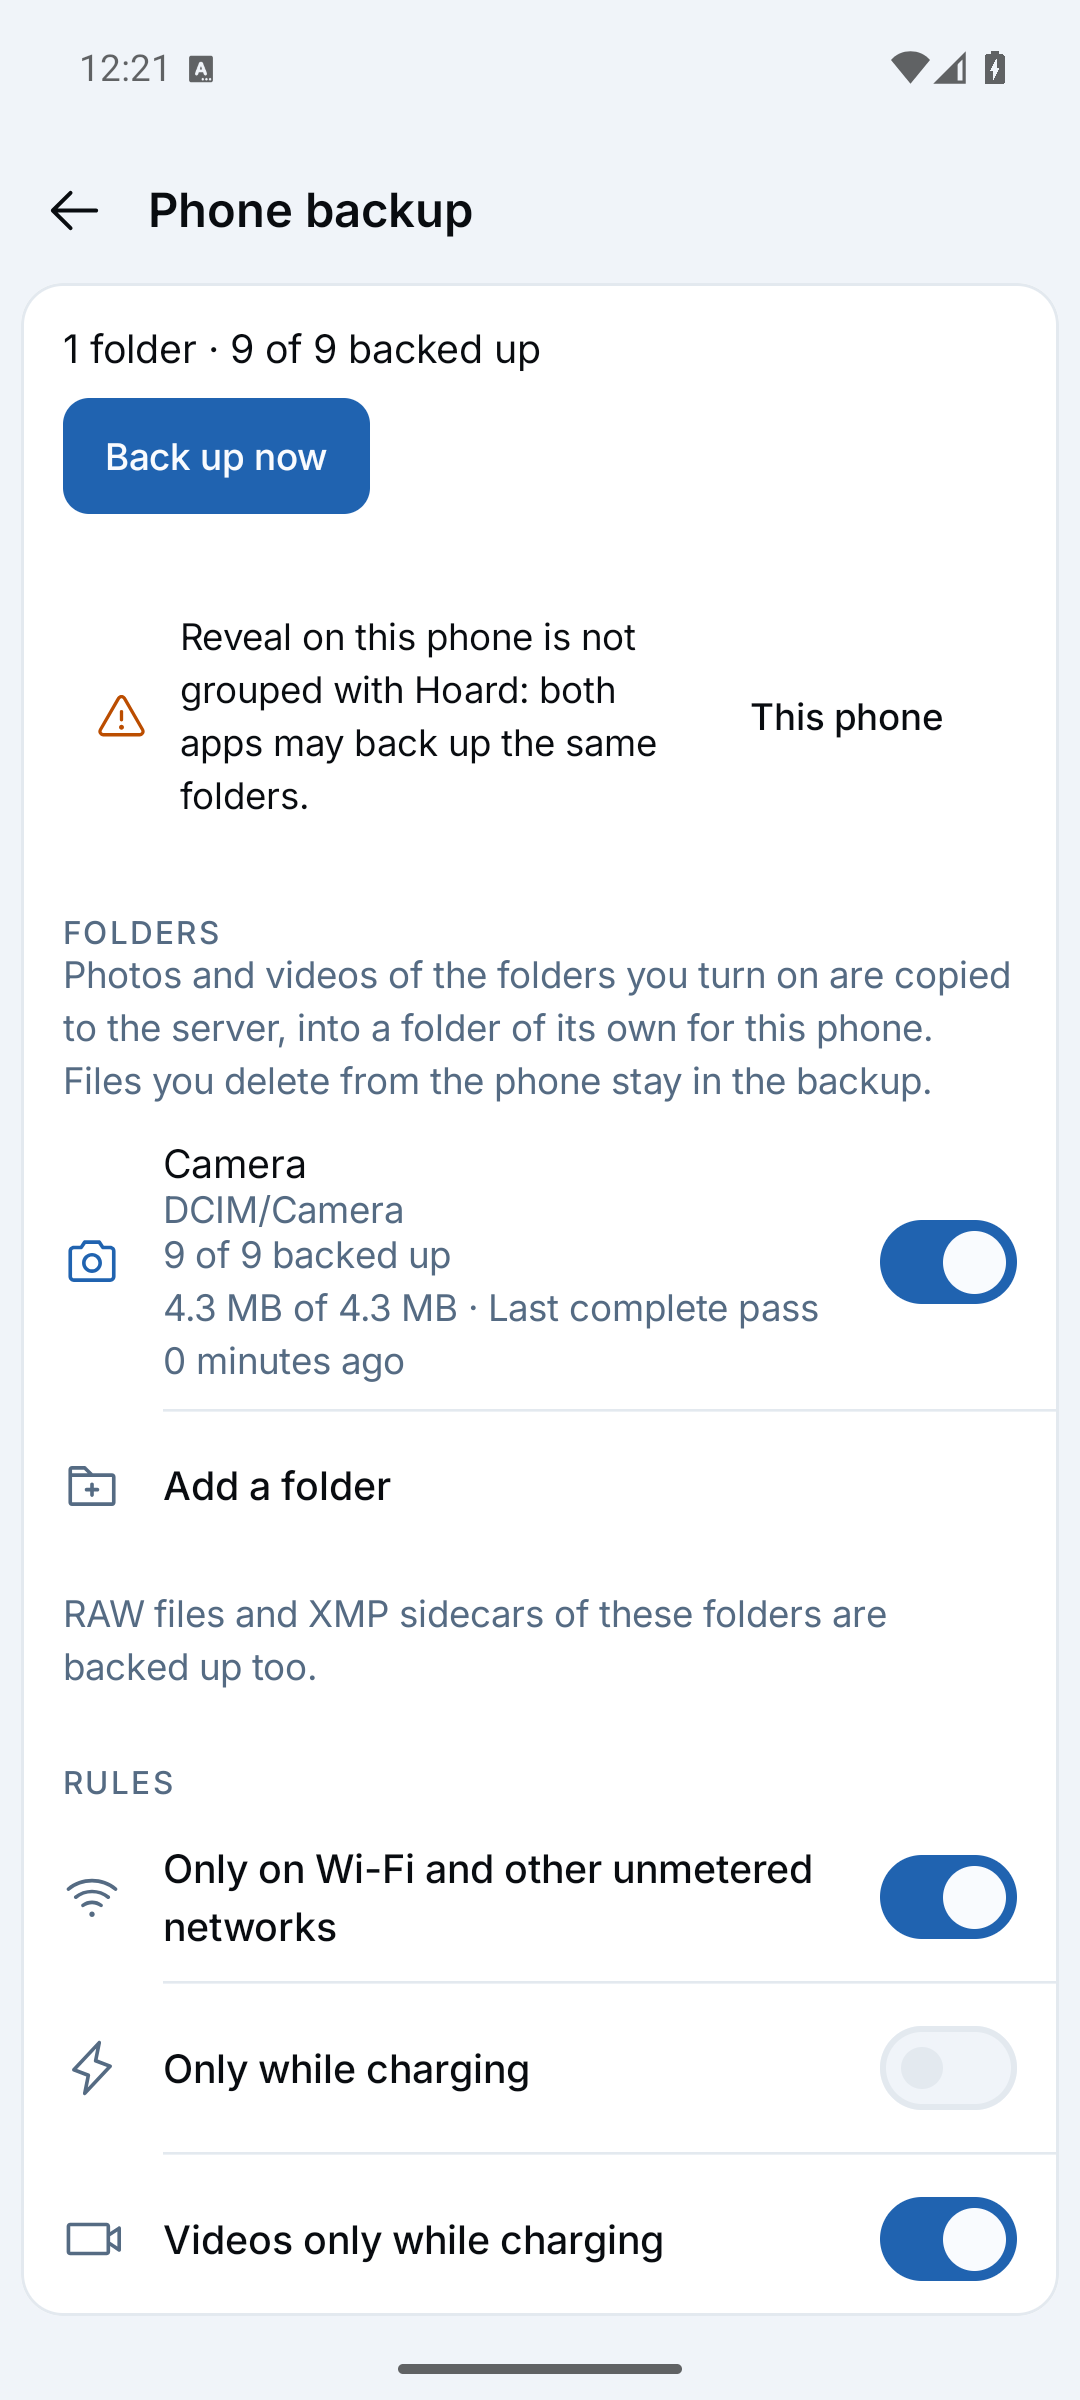 12:21
Phone backup
1 folder · 9 of 9 backed up
Back up now
Reveal on this phone is not
grouped with Hoard: both
apps may back up the same
folders.
This phone
FOLDERS
Photos and videos of the folders you turn on are copied
to the server, into a folder of its own for this phone.
Files you delete from the phone stay in the backup.
Camera
DCIM/Camera
9 of 9 backed up
4.3 MB of 4.3 MB · Last complete pass
0 minutes ago
Add a folder
RAW files and XMP sidecars of these folders are
backed up too.
RULES
Only on Wi-Fi and other unmetered
networks
Only while charging
Videos only while charging